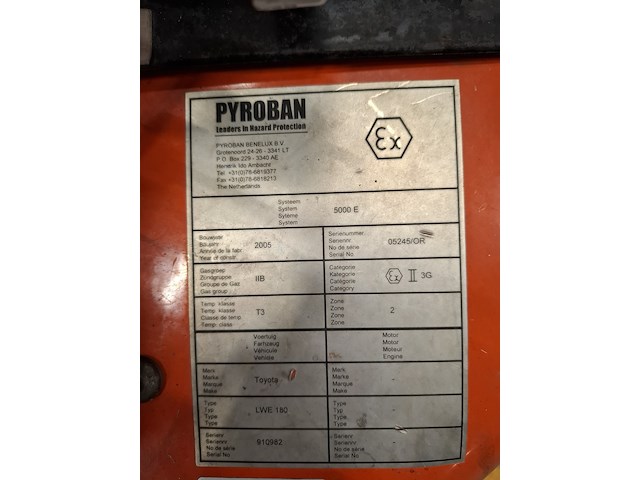 PYROBAN
Leaders in Hazard Protection
PYROBAN BENELUX B.V.
Grotenoord 24-26 - 3341 LT
P.O. Box 229 - 3340 AE
Hendrik Ido Ambacht
Tel +31(0)78-6819377
Fax +31(0)78-6816213
The Netherlands
Ex
Systeem
System
Systeme
System
5000 E
Bouwjaar
Baujahr
Année de la fabr.
Year of constr.
2005
Serienummer
Seriennr.
No de série
Serial No
05245/OR
Gasgroep
Zündgruppe
Groupe de Gaz
Gas group
IIB
Categorie
Kategorie
Catégorie
Category
Ex II 3G
Temp. klasse
Temp. klasse
Classe de temp
Temp. class
T3
Zone
Zone
Zone
Zone
2
Voertuig
Fahrzeug
Véhicule
Vehicle
Motor
Motor
Moteur
Engine
Merk
Marke
Marque
Make
Toyota
Merk
Marke
Marque
Make
-
Type
Typ
Type
Type
LWE 180
Type
Typ
Type
Type
-
Serienr
Seriennr
No de série
Serial No
910982
Serienr
Seriennr
No de série
Serial No
-